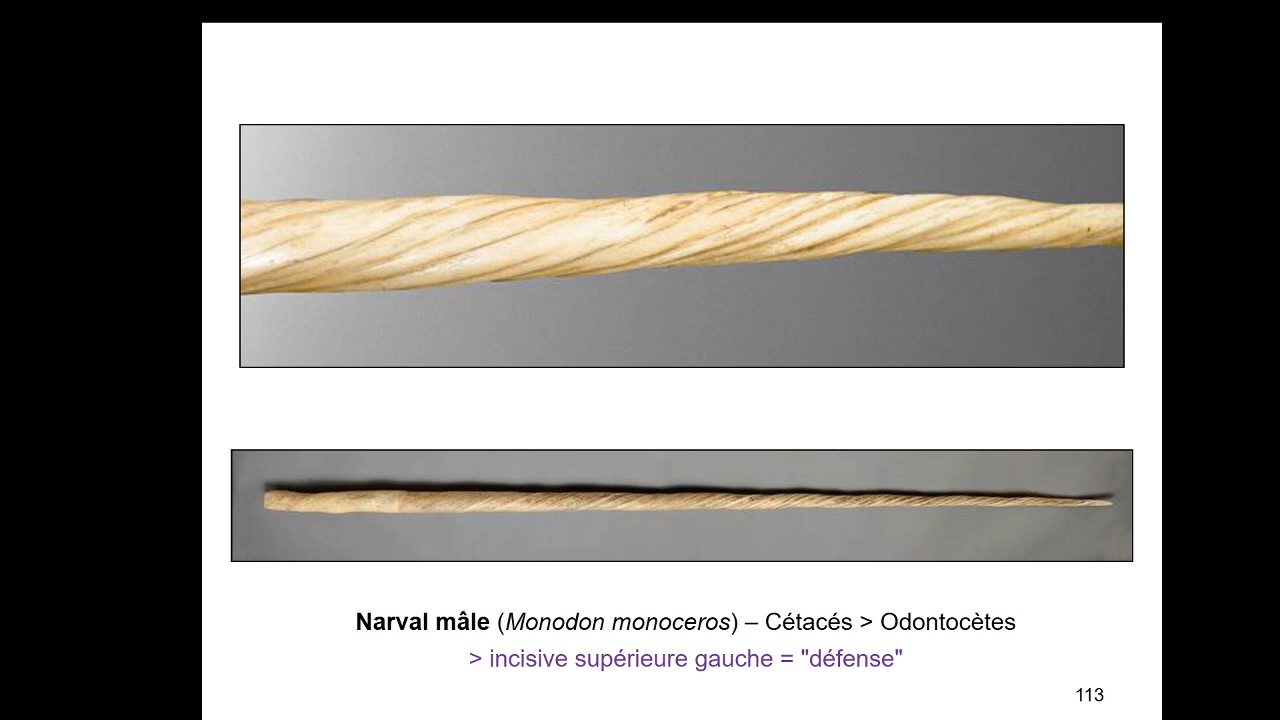 Narval mâle (Monodon monoceros) – Cétacés > Odontocètes
> incisive supérieure gauche = "défense"
113